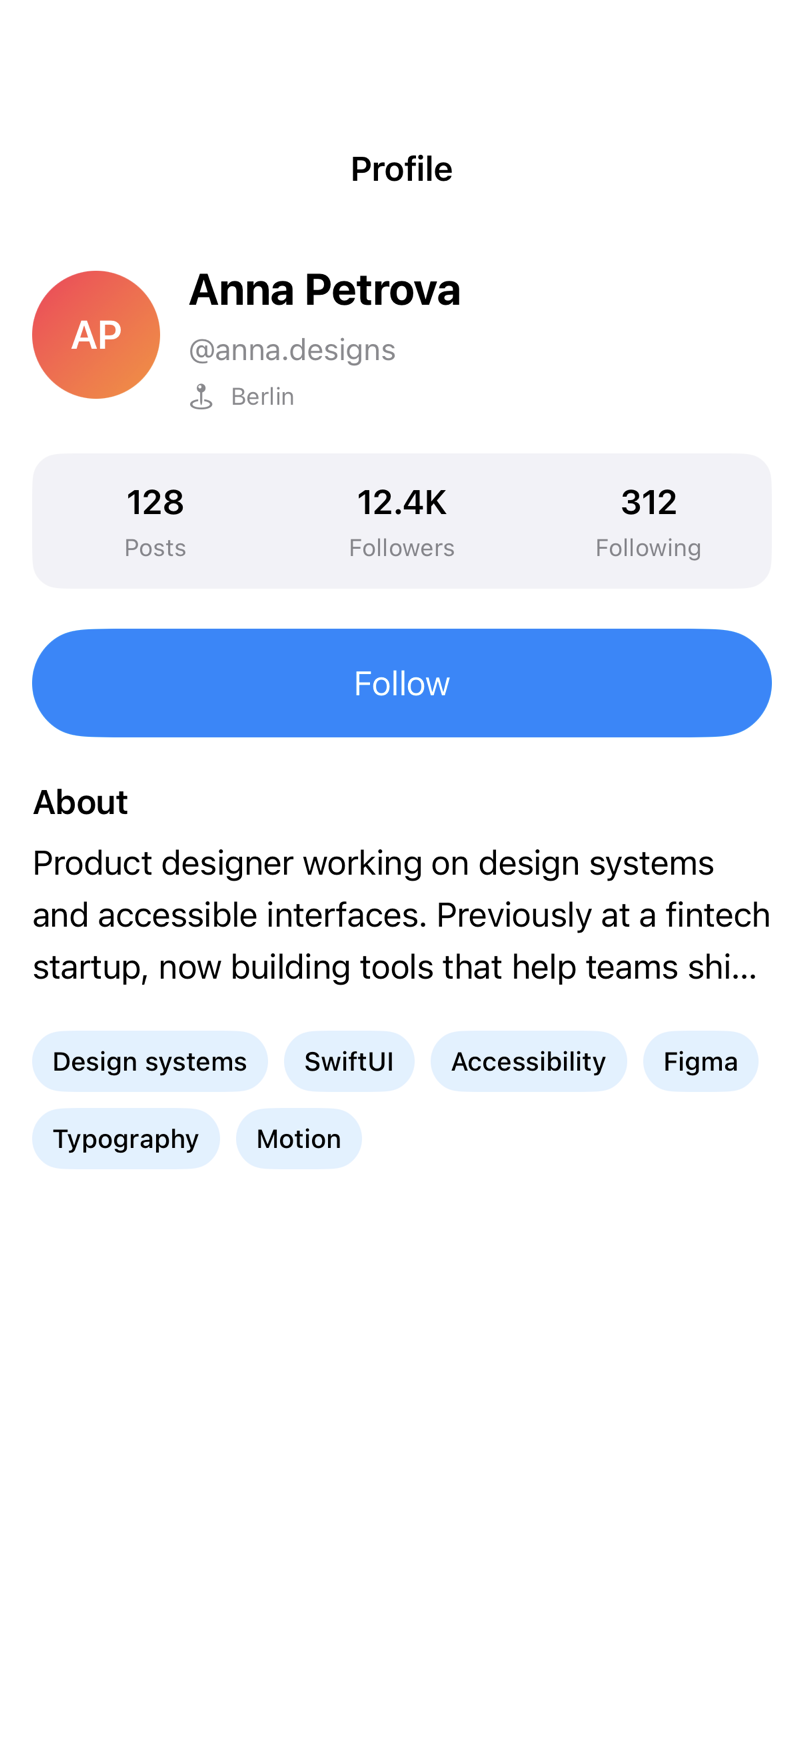 Profile
AP
Anna Petrova
@anna.designs
Berlin
128 12.4K 312
Posts Followers Following
Follow
About
Product designer working on design systems
and accessible interfaces. Previously at a fintech
startup, now building tools that help teams shi...
Design systems SwiftUI Accessibility Figma
Typography Motion